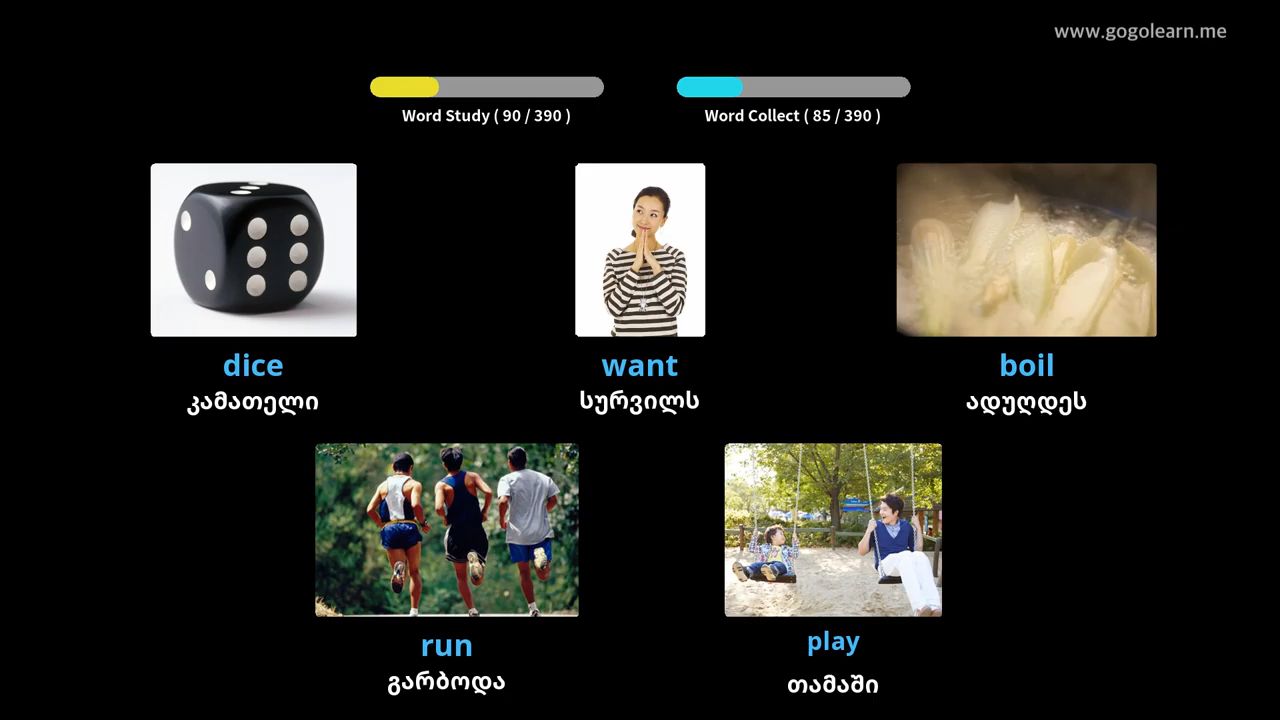 www.gogolearn.me
Word Study ( 90 / 390 )
Word Collect ( 85 / 390 )
dice
want
boil
კამათელი
სურვილს
ადუღდეს
run
play
გარბოდა
თამაში